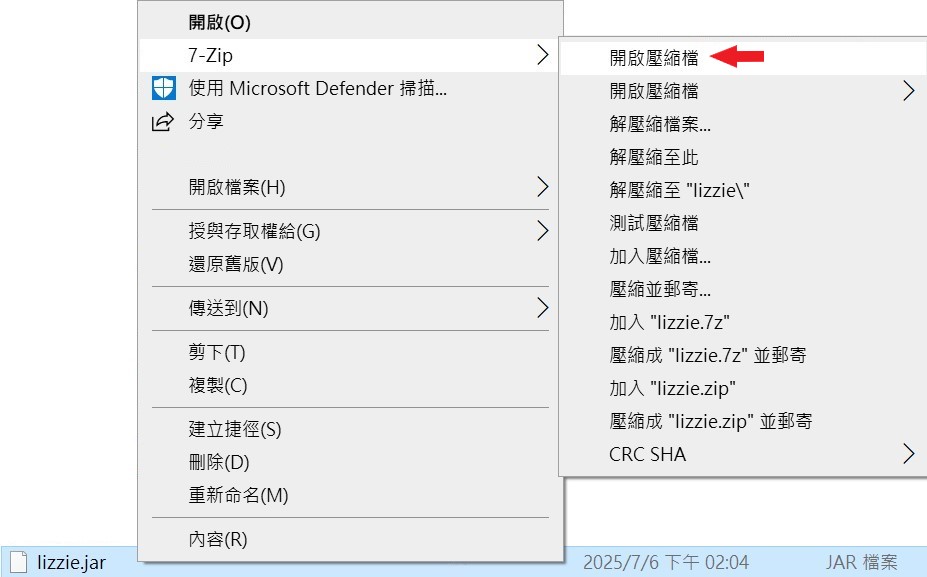 開啟(O)
7-Zip
使用 Microsoft Defender 掃描...
分享
開啟檔案(H)
授與存取權給(G)
還原舊版(V)
傳送到(N)
剪下(T)
複製(C)
建立捷徑(S)
刪除(D)
重新命名(M)
內容(R)
開啟壓縮檔
開啟壓縮檔
解壓縮檔案...
解壓縮至此
解壓縮至 "lizzie\"
測試壓縮檔
加入壓縮檔...
壓縮並郵寄...
加入 "lizzie.7z"
壓縮成 "lizzie.7z" 並郵寄
加入 "lizzie.zip"
壓縮成 "lizzie.zip" 並郵寄
CRC SHA
lizzie.jar 2025/7/6 下午 02:04 JAR 檔案